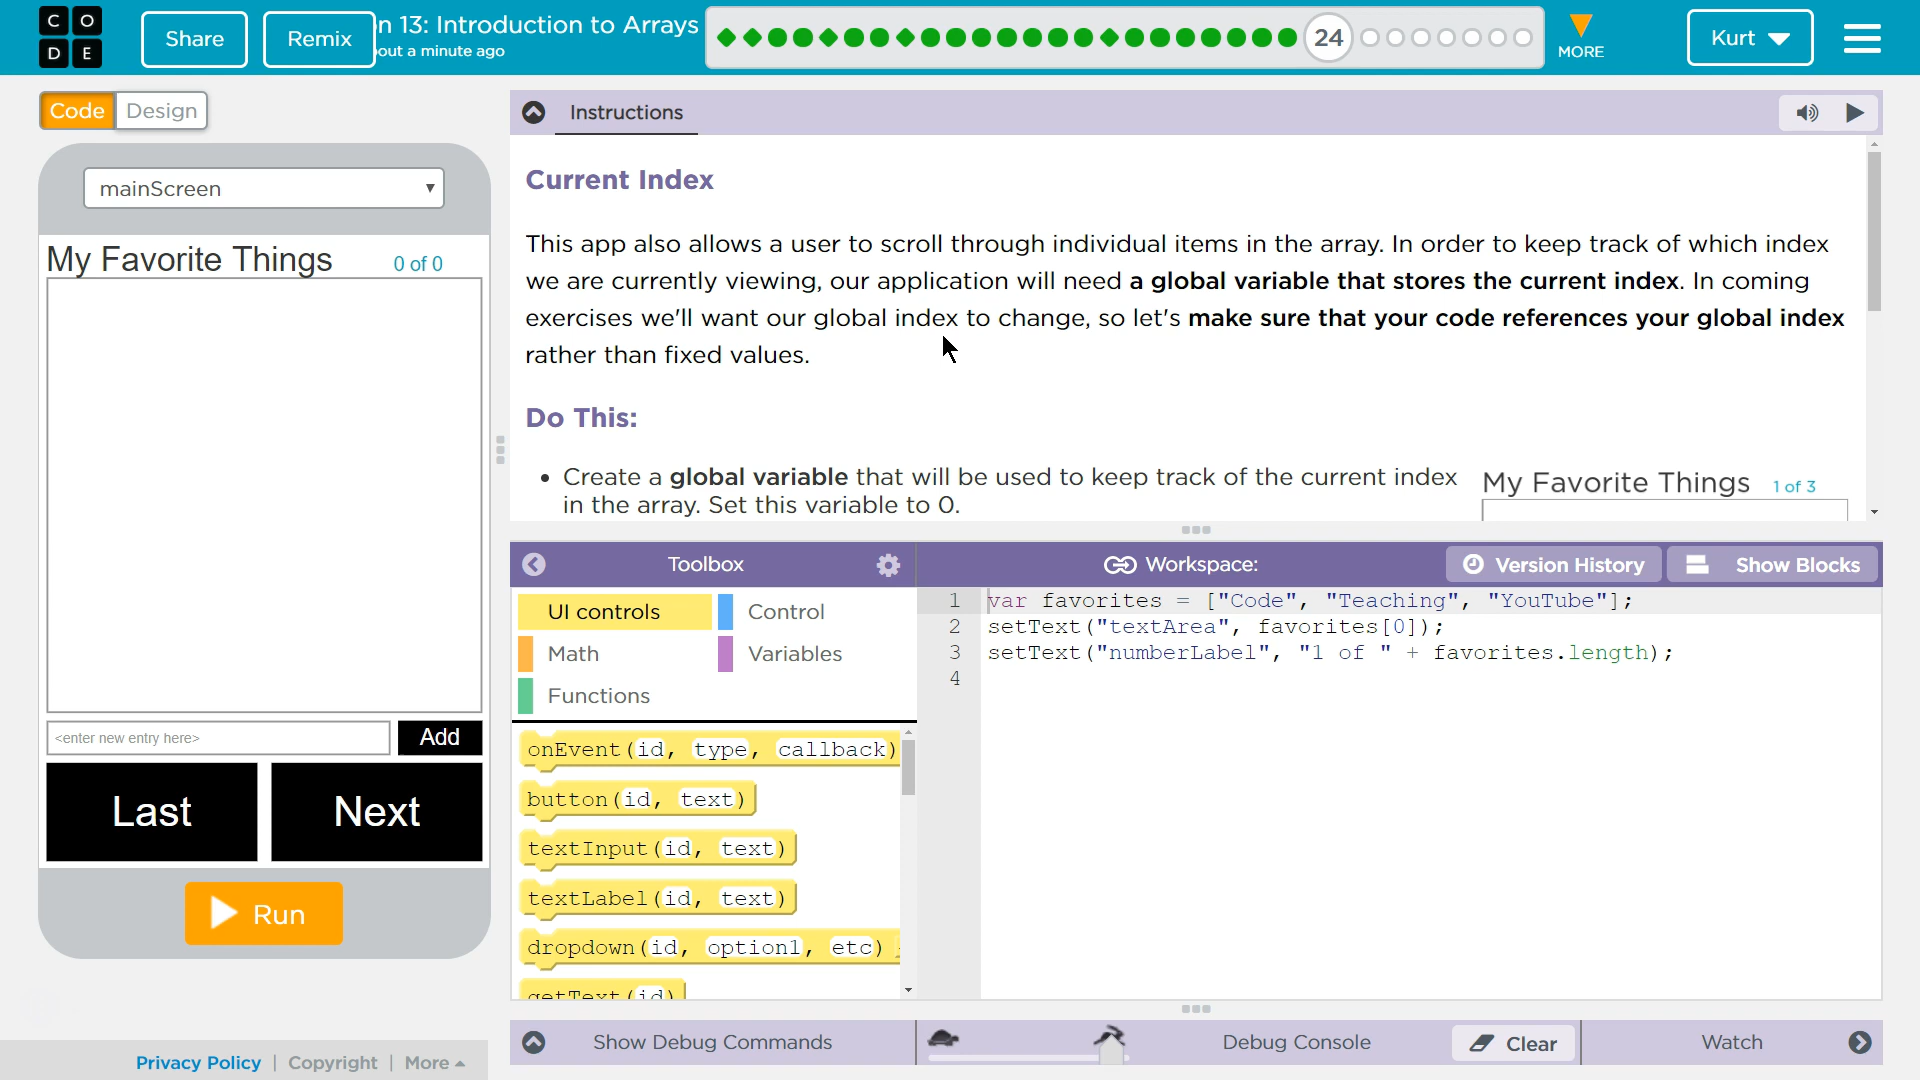 CODE
Share
Remix
n 13: Introduction to Arrays
out a minute ago
24
MORE
Kurt
Code
Design
Instructions
mainScreen
My Favorite Things
0 of 0
Current Index
This app also allows a user to scroll through individual items in the array. In order to keep track of which index
we are currently viewing, our application will need a global variable that stores the current index. In coming
exercises we'll want our global index to change, so let's make sure that your code references your global index
rather than fixed values.
Do This:
Create a global variable that will be used to keep track of the current index
in the array. Set this variable to 0.
My Favorite Things 1 of 3
<enter new entry here>
Add
Last
Next
Run
Toolbox
Workspace:
Version History
Show Blocks
UI controls
Control
Math
Variables
Functions
onEvent(id, type, callback)
button(id, text)
textInput(id, text)
textLabel(id, text)
dropdown(id, option1, etc)
getText(id)
1 var favorites = ["Code", "Teaching", "YouTube"];
2 setText("textArea", favorites[0]);
3 setText("numberLabel", "1 of " + favorites.length);
4
Show Debug Commands
Debug Console
Clear
Watch
Privacy Policy | Copyright | More